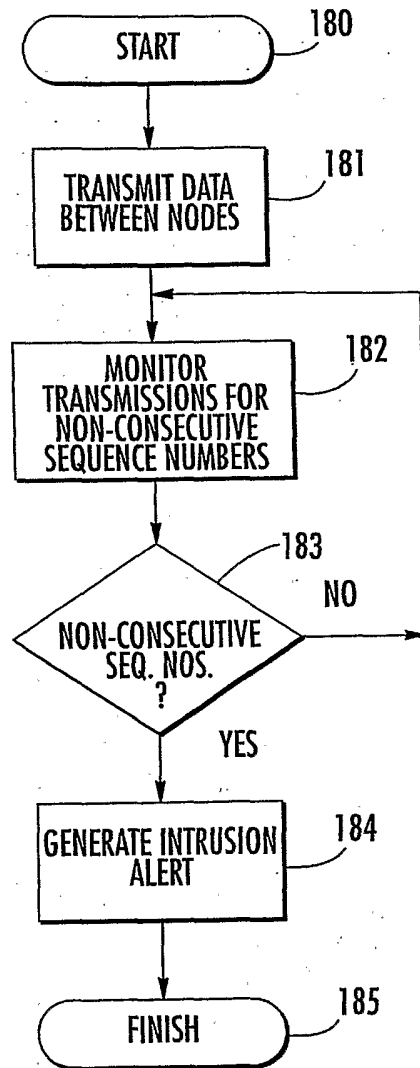 START
180
TRANSMIT DATA
BETWEEN NODES
181
MONITOR
TRANSMISSIONS FOR
NON-CONSECUTIVE
SEQUENCE NUMBERS
182
NON-CONSECUTIVE
SEQ. NOS.
?
183
NO
YES
GENERATE INTRUSION
ALERT
184
FINISH
185